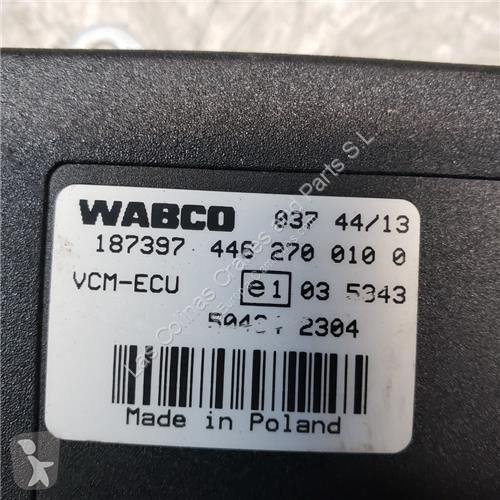 WABCO 037 44/13
187397 446 270 010 0
VCM-ECU e1 03 5343
2304
Made in Poland
Las Colinas Cranes and Parts S.L.